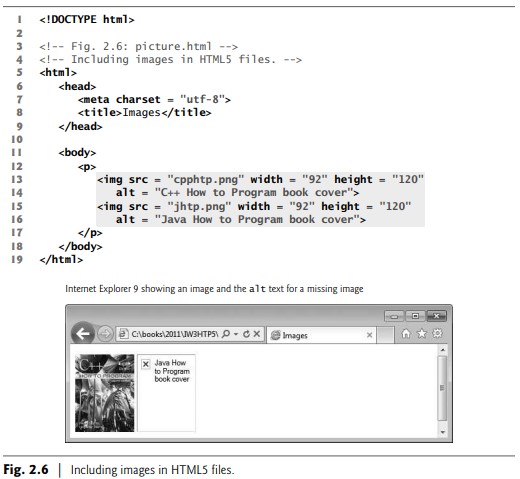 1 <!DOCTYPE html>
2
3 <!-- Fig. 2.6: picture.html -->
4 <!-- Including images in HTML5 files. -->
5 <html>
6 <head>
7 <meta charset = "utf-8">
8 <title>Images</title>
9 </head>
10
11 <body>
12 <p>
13 <img src = "cpphtp.png" width = "92" height = "120"
14 alt = "C++ How to Program book cover">
15 <img src = "jhtp.png" width = "92" height = "120"
16 alt = "Java How to Program book cover">
17 </p>
18 </body>
19 </html>
Internet Explorer 9 showing an image and the alt text for a missing image
C:\books\2011\IW3HTP5\
Images
C++
HOW TO PROGRAM
Java How
to Program
book cover
Fig. 2.6 | Including images in HTML5 files.